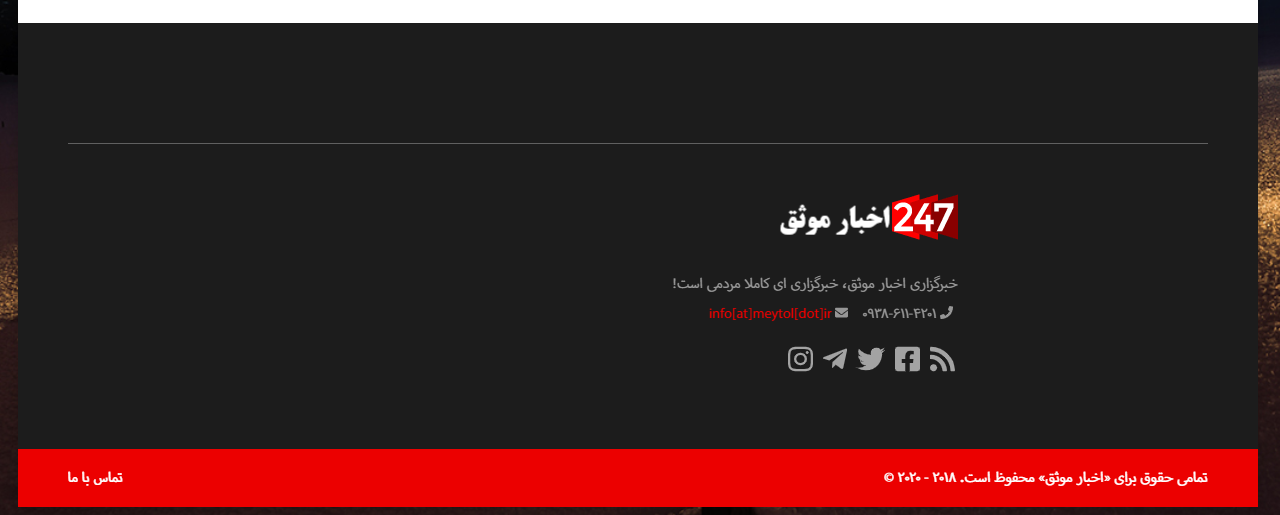 247 اخبار موثق
خبرگزاری اخبار موثق، خبرگزاری ای کاملا مردمی است!
۰۹۳۸-۶۱۱-۴۲۰۱ info[at]meytol[dot]ir
تمامی حقوق برای «اخبار موثق» محفوظ است. ۲۰۱۸ - ۲۰۲۰ ©
تماس با ما